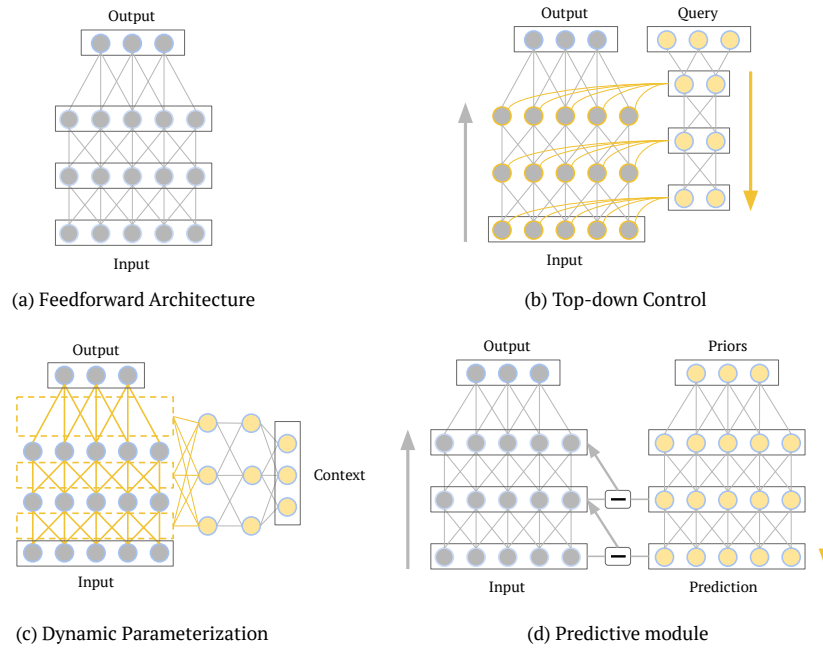 Output
Input
(a) Feedforward Architecture
Output
Query
Input
(b) Top-down Control
Output
Context
Input
(c) Dynamic Parameterization
Output
Priors
Input
Prediction
(d) Predictive module